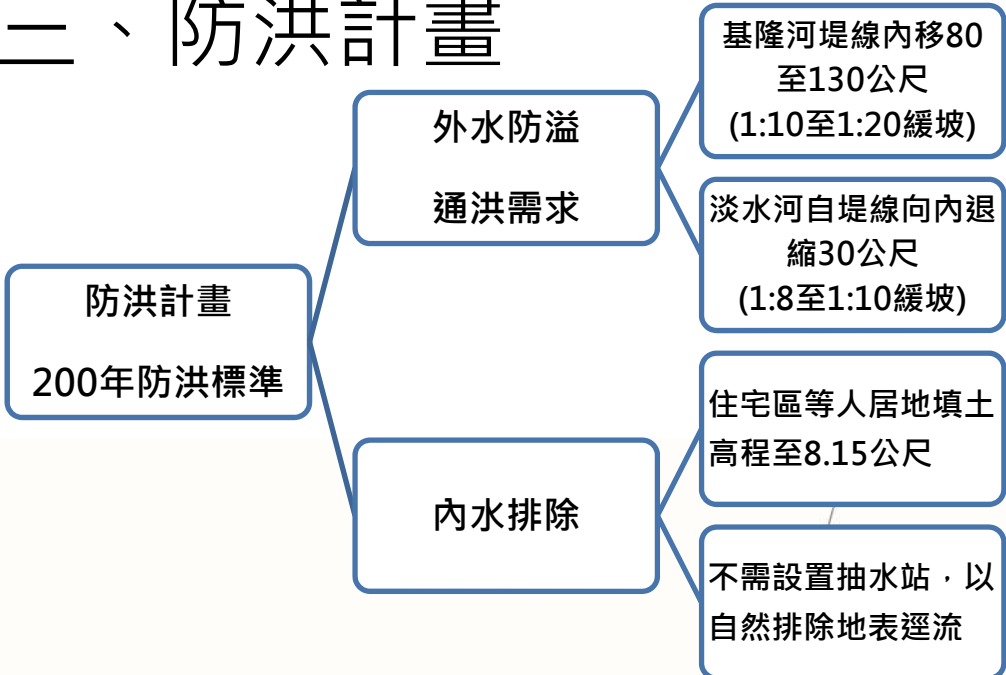 三、防洪計畫
防洪計畫
200年防洪標準
外水防溢
通洪需求
基隆河堤線內移80
至130公尺
(1:10至1:20緩坡)
淡水河自堤線向內退
縮30公尺
(1:8至1:10緩坡)
內水排除
住宅區等人居地填土
高程至8.15公尺
不需設置抽水站，以
自然排除地表逕流